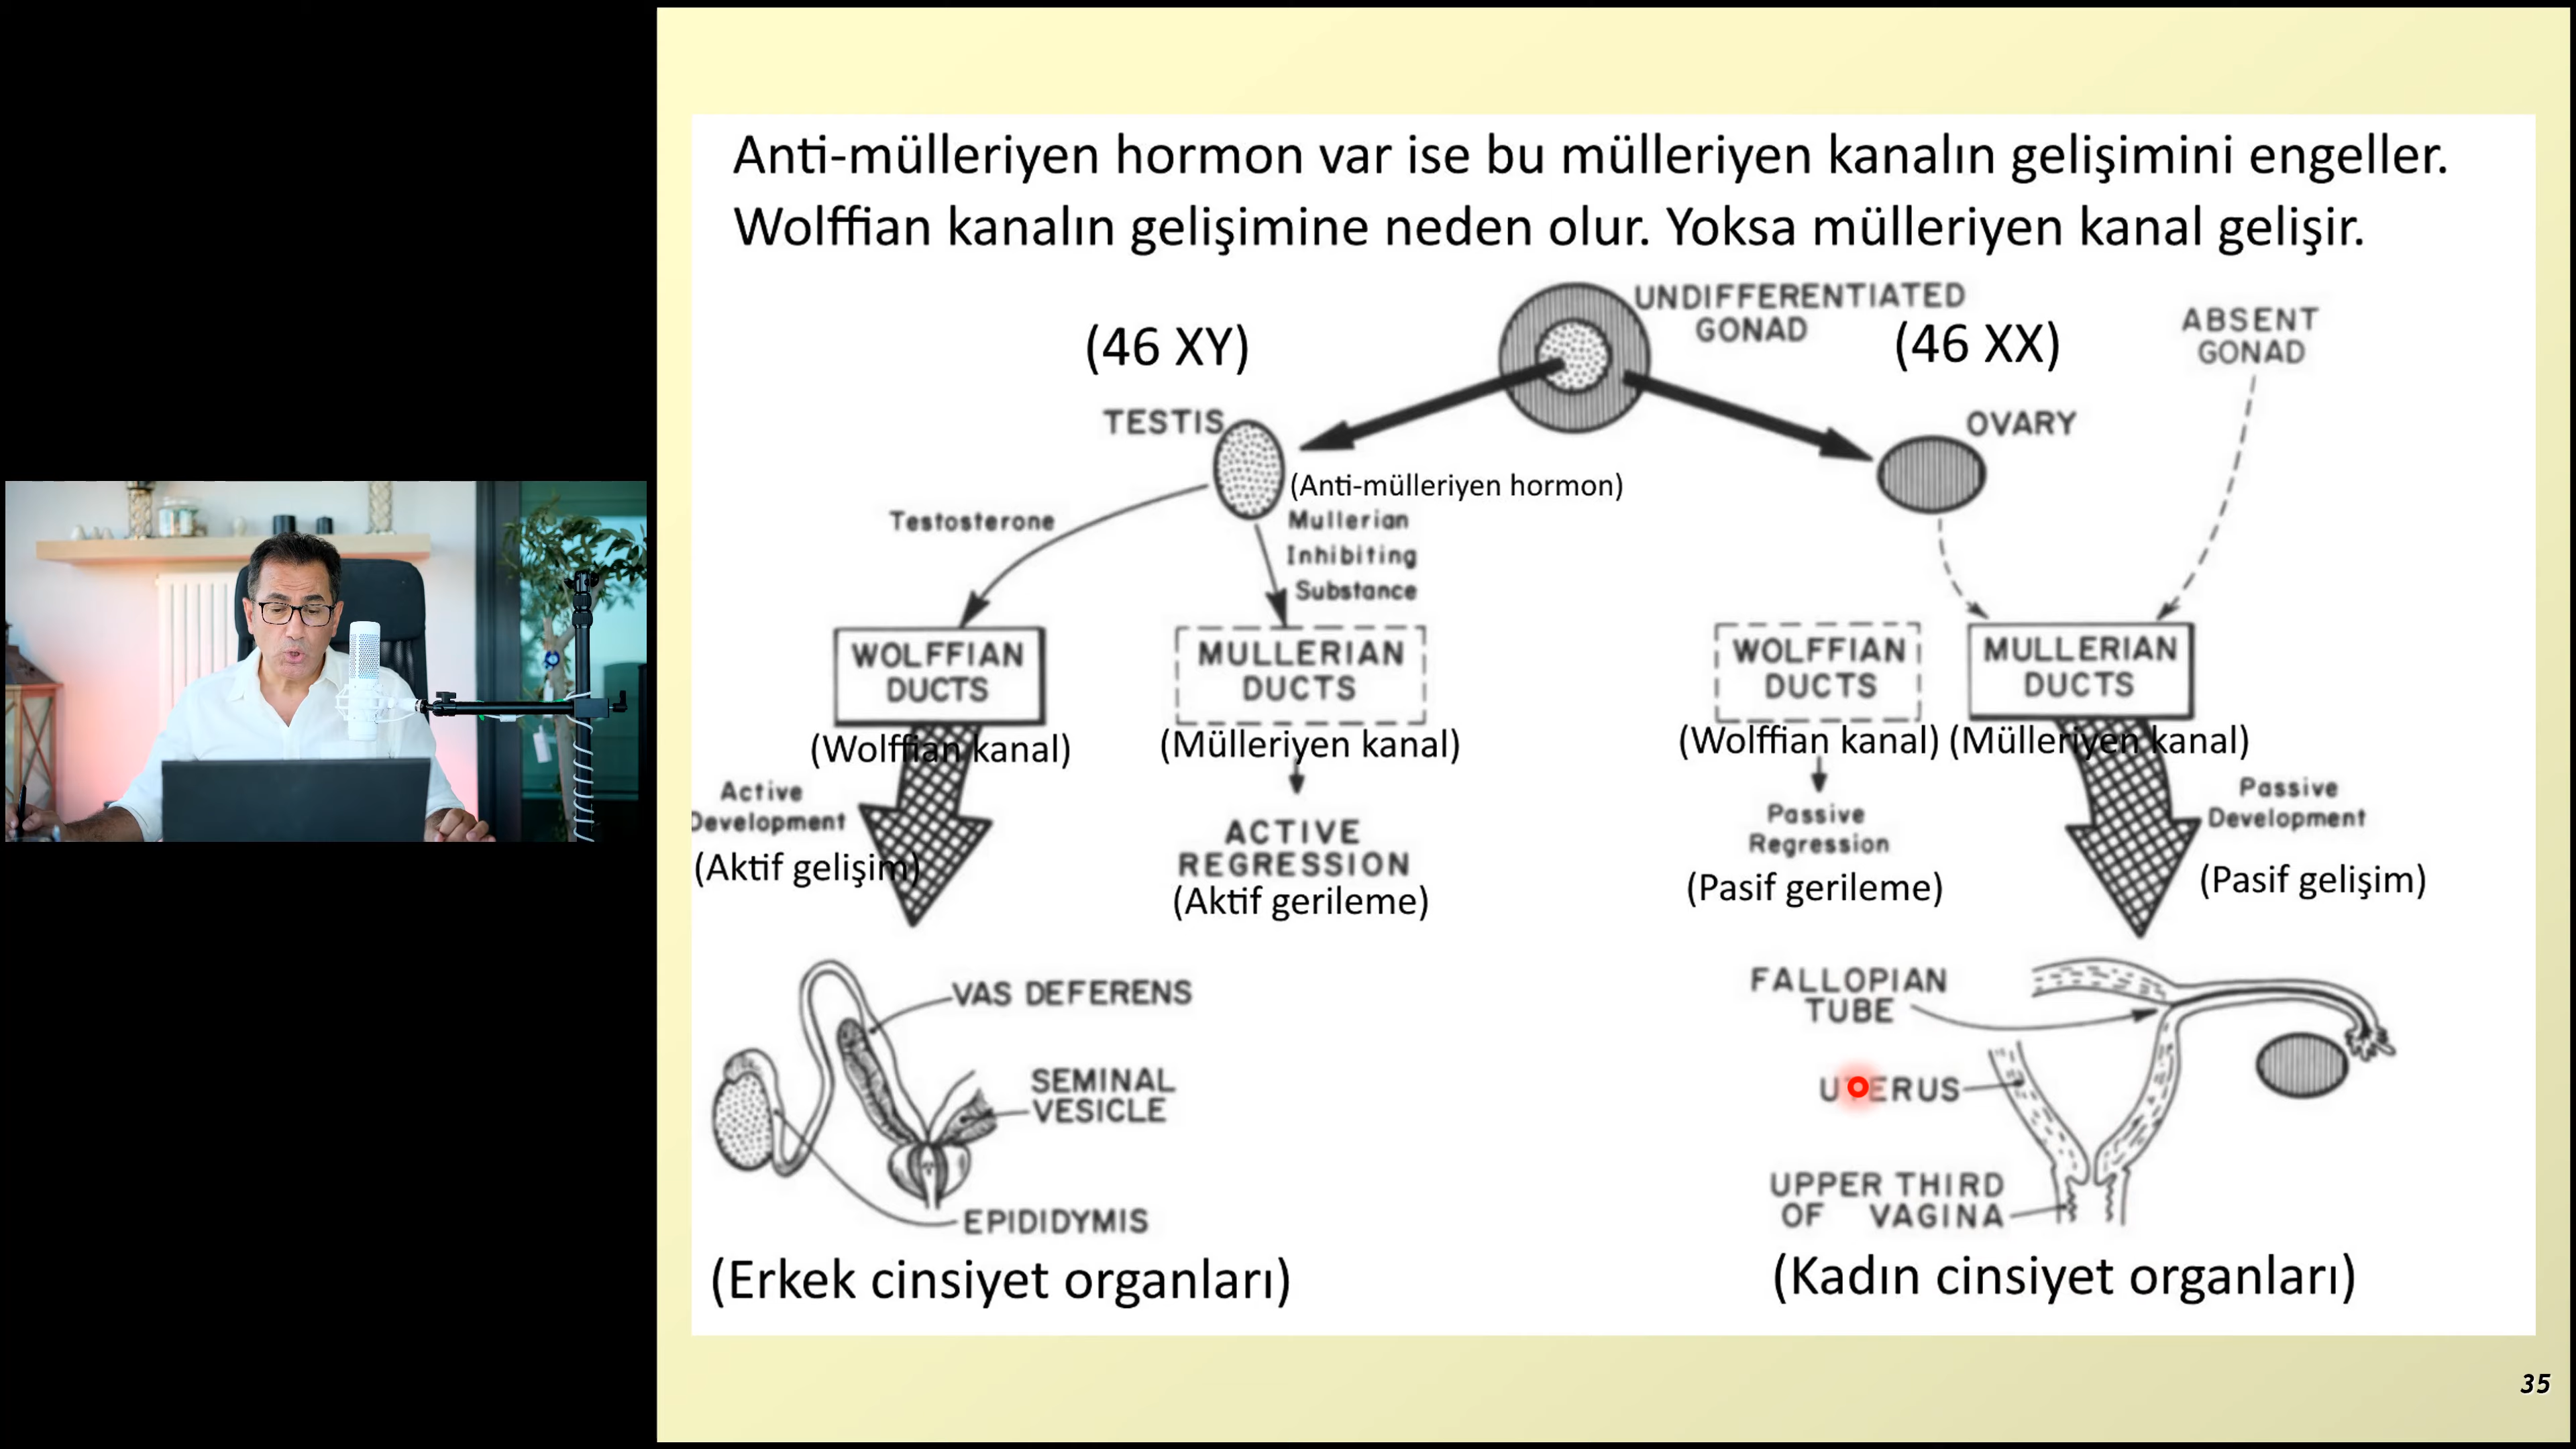 Anti-mülleriyen hormon var ise bu mülleriyen kanalın gelişimini engeller.
Wolffian kanalın gelişimine neden olur. Yoksa mülleriyen kanal gelişir.
UNDIFFERENTIATED
GONAD
(46 XY)
(46 XX)
ABSENT
GONAD
TESTIS
OVARY
(Anti-mülleriyen hormon)
Testosterone
Mullerian
Inhibiting
Substance
WOLFFIAN
DUCTS
(Wolffian kanal)
MULLERIAN
DUCTS
(Mülleriyen kanal)
WOLFFIAN
DUCTS
(Wolffian kanal)
MULLERIAN
DUCTS
(Mülleriyen kanal)
Active
Development
(Aktif gelişim)
ACTIVE
REGRESSION
(Aktif gerileme)
Passive
Regression
(Pasif gerileme)
Passive
Development
(Pasif gelişim)
VAS DEFERENS
SEMINAL
VESICLE
EPIDIDYMIS
(Erkek cinsiyet organları)
FALLOPIAN
TUBE
UTERUS
UPPER THIRD
OF VAGINA
(Kadın cinsiyet organları)
35